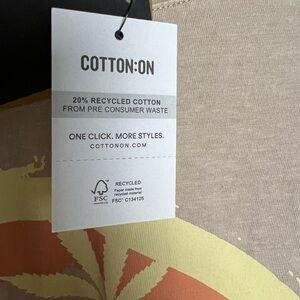 COTTON:ON
20% RECYCLED COTTON
FROM PRE CONSUMER WASTE
ONE CLICK. MORE STYLES.
COTTONON.COM
RECYCLED
Paper made from
recycled material
FSC® C134125
FSC